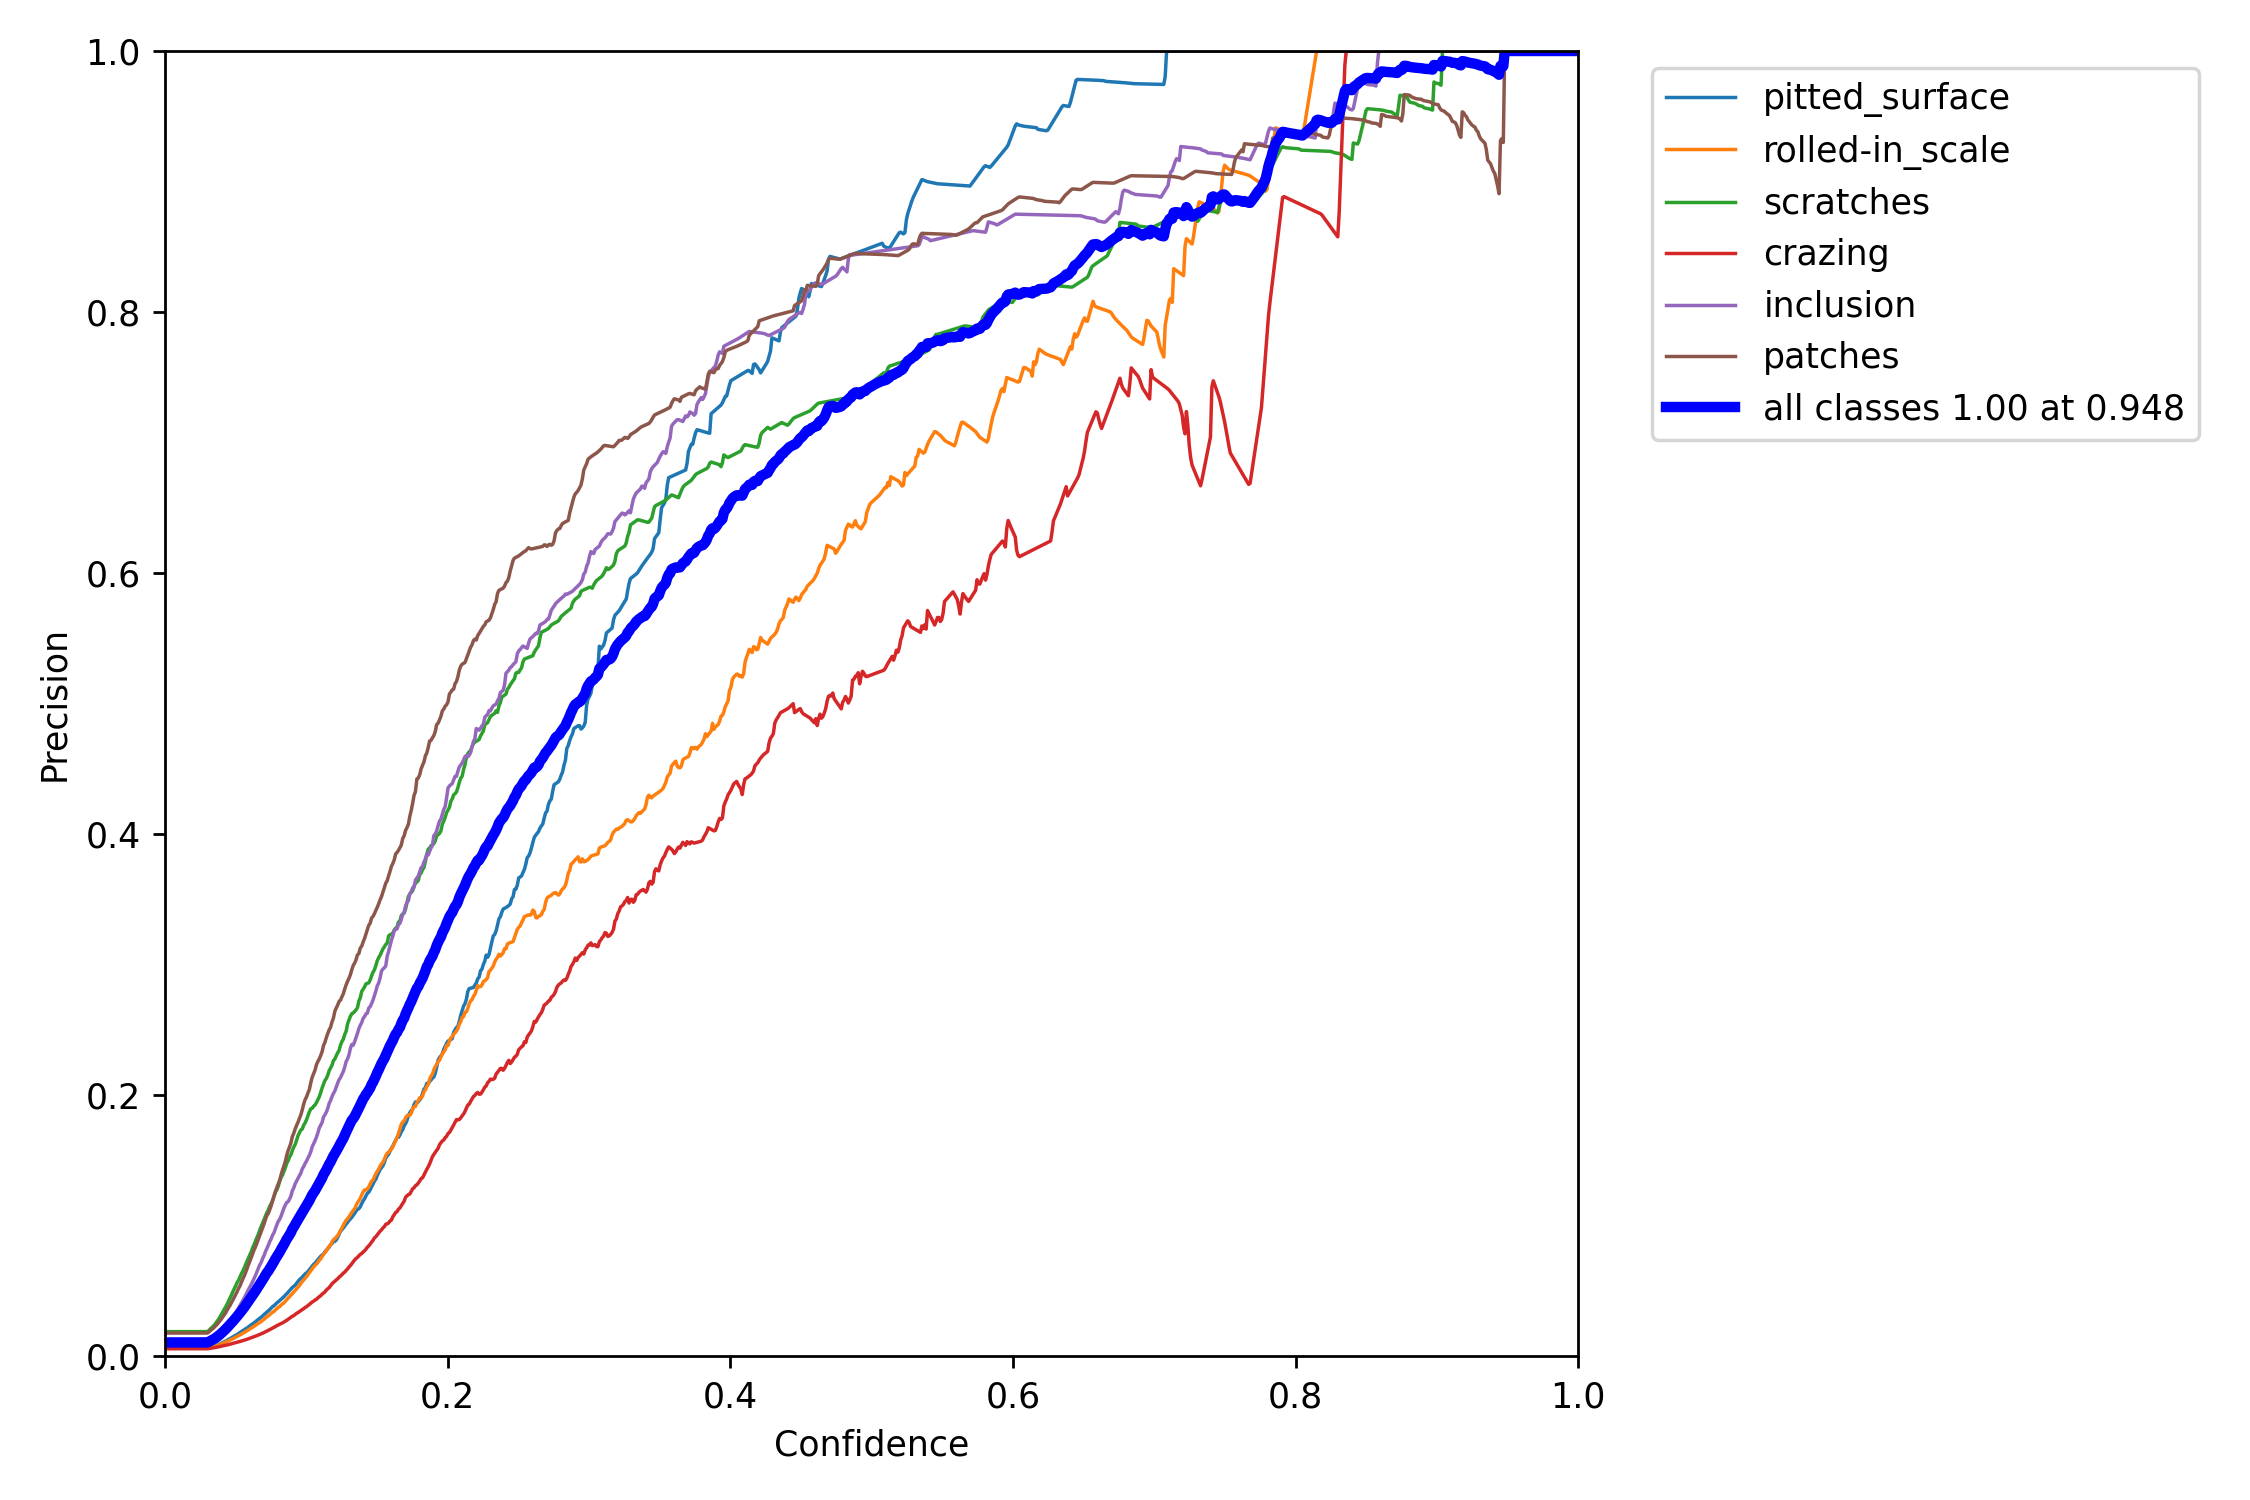 1.0
0.8
0.6
0.4
0.2
0.0
Precision
0.0 0.2 0.4 0.6 0.8 1.0
Confidence
pitted_surface
rolled-in_scale
scratches
crazing
inclusion
patches
all classes 1.00 at 0.948